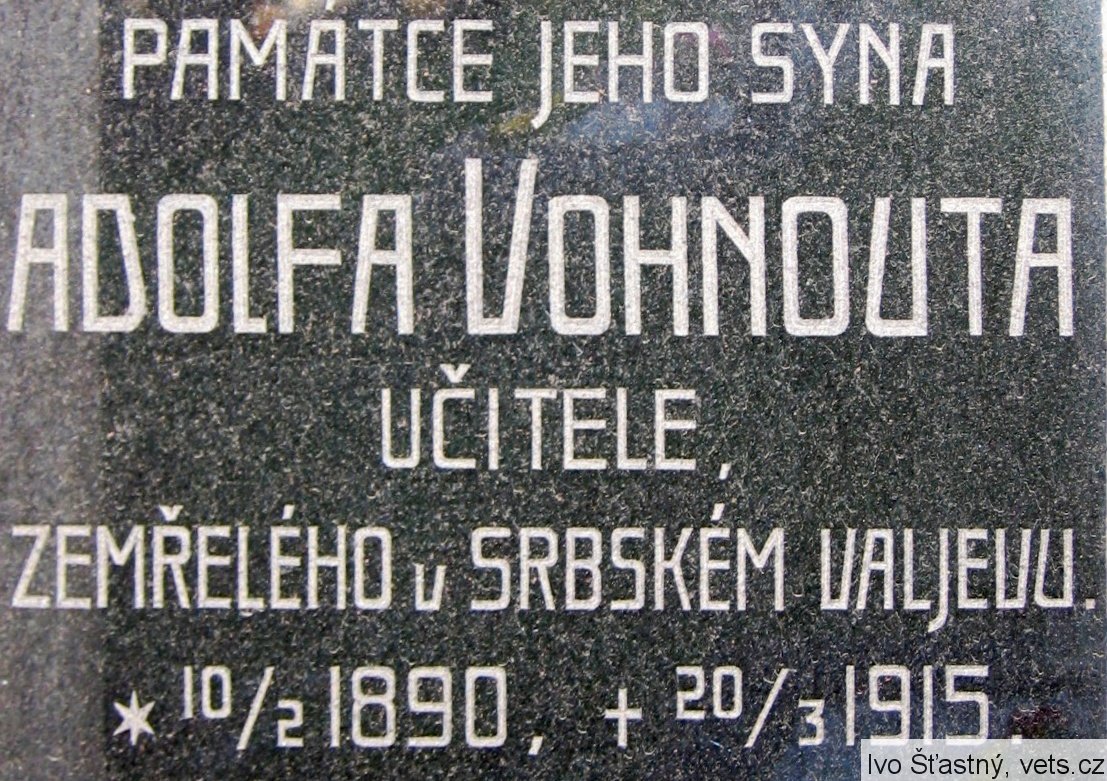 PAMÁTCE JEHO SYNA
ADOLFA VOHNOUTA
UČITELE,
ZEMŘELÉHO V SRBSKÉM VALJEVU.
* 10/2 1890, + 20/3 1915.
Ivo Šťastný, vets.cz